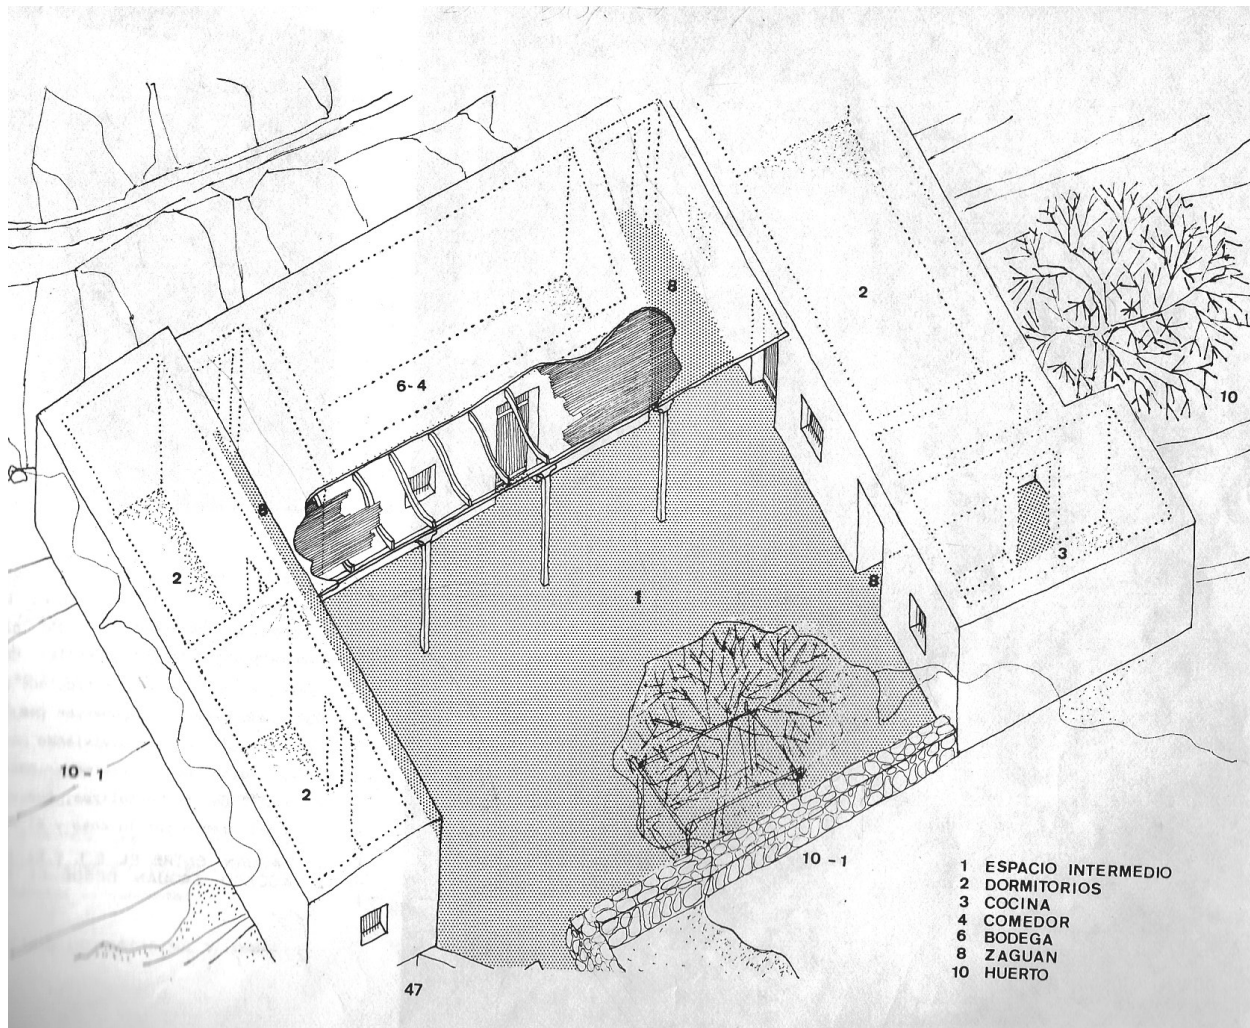 8
2
10
6-4
8
3
2
8
1
10-1
2
10-1
1 ESPACIO INTERMEDIO
2 DORMITORIOS
3 COCINA
4 COMEDOR
6 BODEGA
8 ZAGUAN
10 HUERTO
47